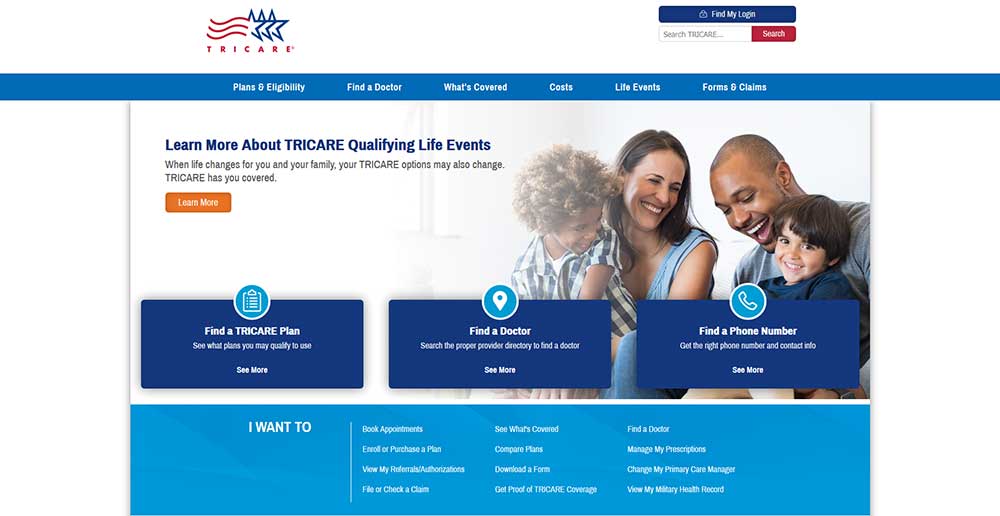 TRICARE®
Find My Login
Search TRICARE...
Search
Plans & Eligibility
Find a Doctor
What's Covered
Costs
Life Events
Forms & Claims
Learn More About TRICARE Qualifying Life Events
When life changes for you and your family, your TRICARE options may also change.
TRICARE has you covered.
Learn More
Find a TRICARE Plan
See what plans you may qualify to use
See More
Find a Doctor
Search the proper provider directory to find a doctor
See More
Find a Phone Number
Get the right phone number and contact info
See More
I WANT TO
Book Appointments
Enroll or Purchase a Plan
View My Referrals/Authorizations
File or Check a Claim
See What's Covered
Compare Plans
Download a Form
Get Proof of TRICARE Coverage
Find a Doctor
Manage My Prescriptions
Change My Primary Care Manager
View My Military Health Record